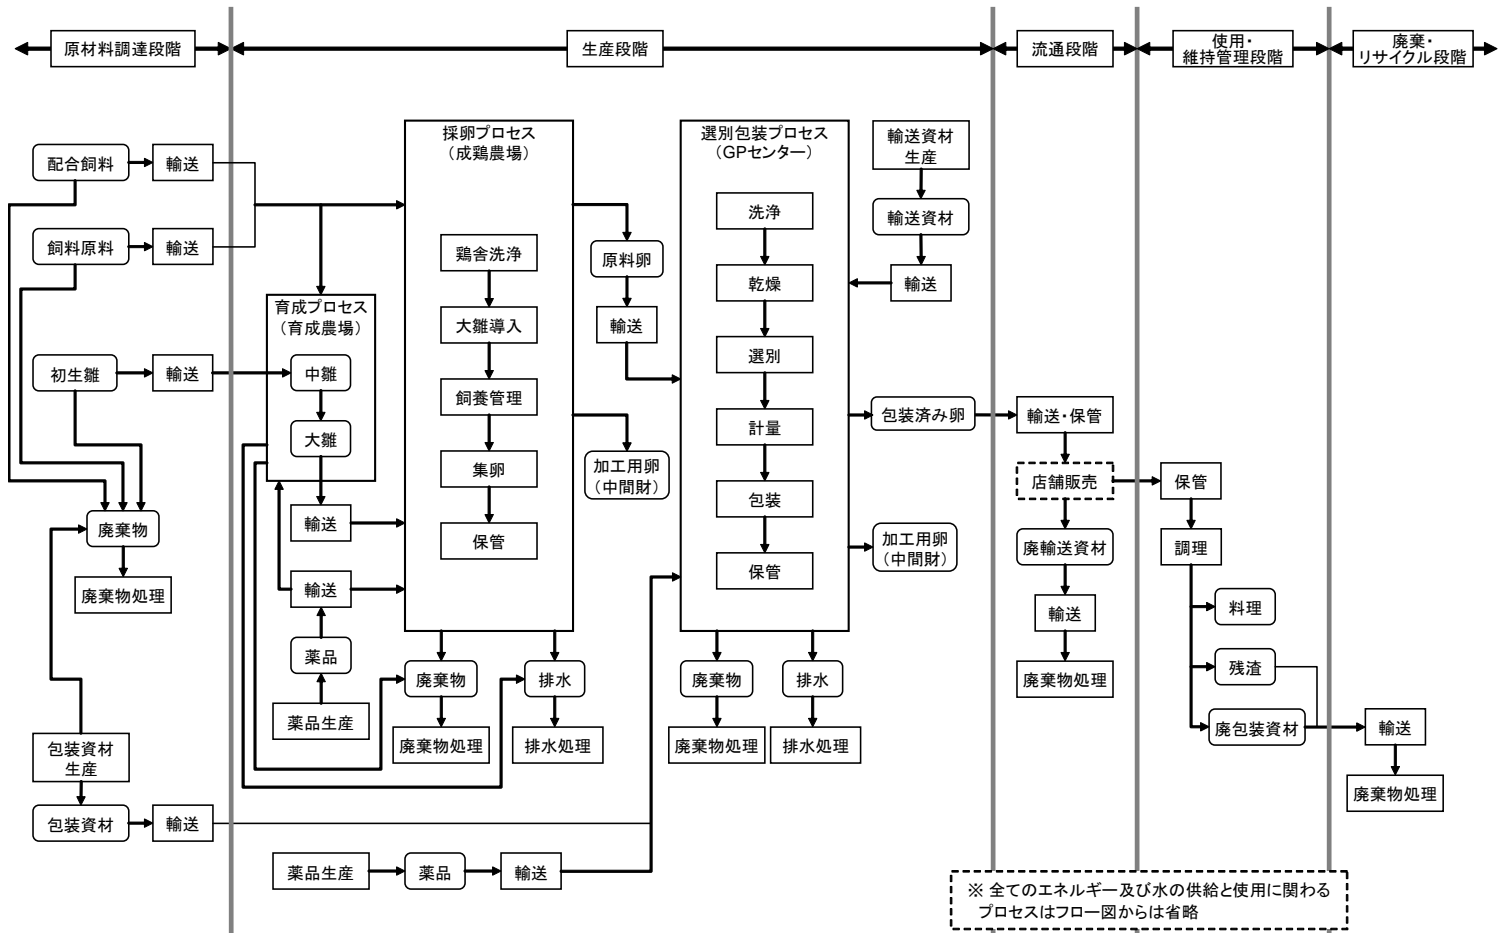 原材料調達段階
生産段階
流通段階
使用・
維持管理段階
廃棄・
リサイクル段階
配合飼料
輸送
飼料原料
輸送
初生雛
輸送
廃棄物
廃棄物処理
包装資材
生産
包装資材
輸送
育成プロセス
（育成農場）
中雛
大雛
輸送
輸送
薬品
薬品生産
採卵プロセス
（成鶏農場）
鶏舎洗浄
大雛導入
飼養管理
集卵
保管
廃棄物
廃棄物処理
排水
排水処理
原料卵
輸送
加工用卵
（中間財）
選別包装プロセス
（GPセンター）
洗浄
乾燥
選別
計量
包装
保管
廃棄物
廃棄物処理
排水
排水処理
輸送資材
生産
輸送資材
輸送
包装済み卵
加工用卵
（中間財）
薬品生産
薬品
輸送
輸送・保管
店舗販売
廃輸送資材
輸送
廃棄物処理
保管
調理
料理
残渣
廃包装資材
輸送
廃棄物処理
※ 全てのエネルギー及び水の供給と使用に関わる
プロセスはフロー図からは省略